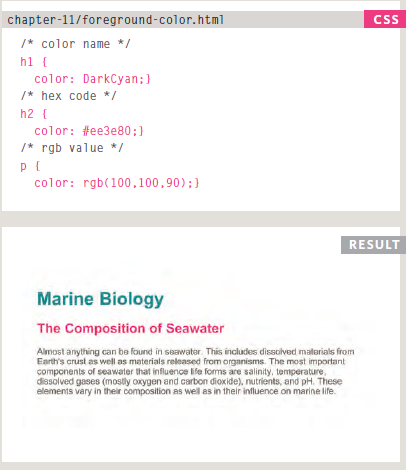 chapter-11/foreground-color.html
CSS
/* color name */
h1 {
color: DarkCyan;}
/* hex code */
h2 {
color: #ee3e80;}
/* rgb value */
p {
color: rgb(100,100,90);}
RESULT
Marine Biology
The Composition of Seawater
Almost anything can be found in seawater. This includes dissolved materials from
Earth's crust as well as materials released from organisms. The most important
components of seawater that influence life forms are salinity, temperature,
dissolved gases (mostly oxygen and carbon dioxide), nutrients, and pH. These
elements vary in their composition as well as in their influence on marine life.